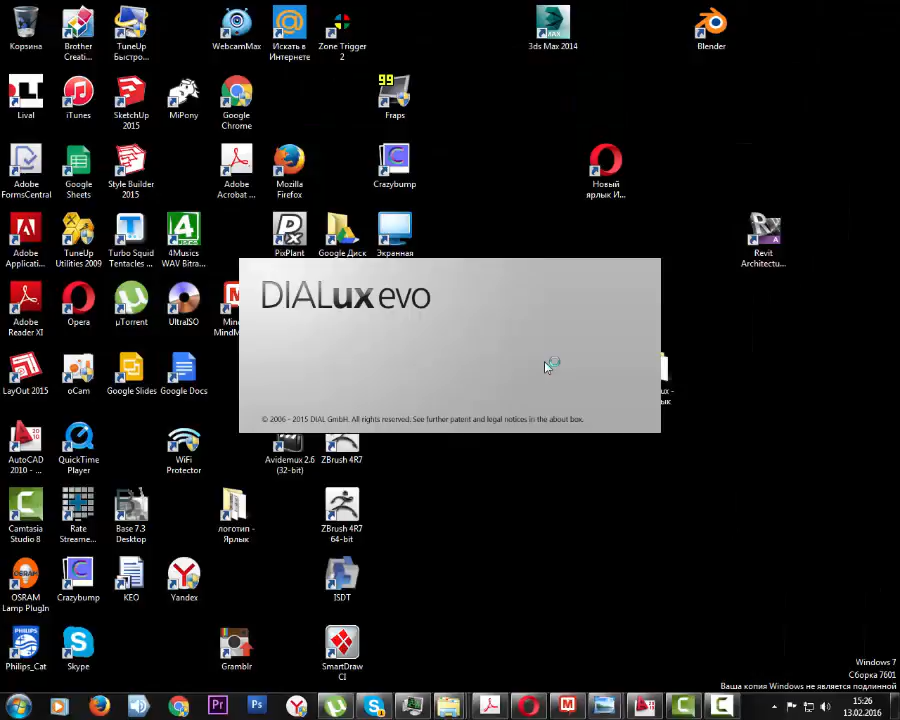 Корзина
Brother
Creati...
TuneUp
Быстро...
WebcamMax
Искать в
Интернете
Zone Trigger
2
3ds Max 2014
Blender
Lival
iTunes
SketchUp
2015
MiPony
Google
Chrome
99
Fraps
Adobe
FormsCentral
Google
Sheets
Style Builder
2015
Adobe
Acrobat ...
Mozilla
Firefox
Crazybump
Новый
ярлык И...
Adobe
Applicati...
TuneUp
Utilities 2009
Turbo Squid
Tentacles ...
4Musics
WAV Bitra...
PixPlant
Google Диск
Экранная
Revit
Architectu...
DIALux evo
Adobe
Reader XI
Opera
µTorrent
UltraISO
Mind
MindM
LayOut 2015
oCam
Google Slides
Google Docs
© 2006 - 2015 DIAL GmbH. All rights reserved. See further patent and legal notices in the about box.
AutoCAD
2010 - ...
QuickTime
Player
WiFi
Protector
Avidemux 2.6
(32-bit)
ZBrush 4R7
Camtasia
Studio 8
Rate
Streame...
Base 7.3
Desktop
логотип -
Ярлык
ZBrush 4R7
64-bit
OSRAM
Lamp PlugIn
Crazybump
KEO
Yandex
ISDT
Philips_Cat
Skype
Gramblr
SmartDraw
CI
Windows 7
Сборка 7601
Ваша копия Windows не является подлинной
15:26
13.02.2016